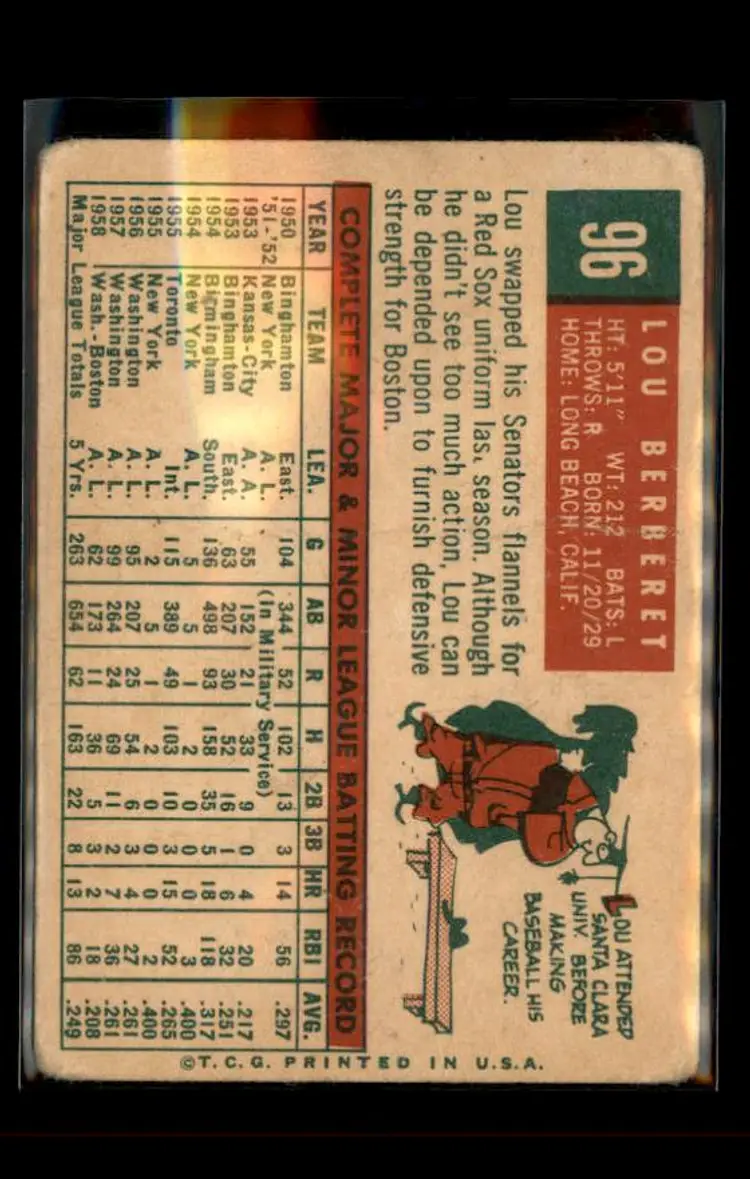 96
LOU BERBERET
HT: 5'11" WT: 212 BATS: L
THROWS: R BORN: 11/20/29
HOME: LONG BEACH, CALIF.
Lou swapped his Senators flannels for
a Red Sox uniform las. season. Although
he didn't see too much action, Lou can
be depended upon to furnish defensive
strength for Boston.
LOU ATTENDED
SANTA CLARA
UNIV. BEFORE
MAKING
BASEBALL HIS
CAREER.
COMPLETE MAJOR & MINOR LEAGUE BATTING RECORD
YEAR TEAM LEA. G AB R H 2B 3B HR RBI AVG.
1950 Binghamton East. 104 344 52 102 13 3 14 56 .297
'51-'52 New York A. L. (In Military Service)
1953 Kansas-City A. A. 55 152 21 33 9 0 4 20 .217
1953 Binghamton East. 63 207 30 52 16 1 6 32 .251
1954 Birmingham South. 136 498 93 158 35 5 18 118 .317
1954 New York A. L. 5 5 1 2 0 0 0 3 .400
1955 Toronto Int. 115 389 49 103 10 3 15 52 .265
1955 New York A. L. 2 5 1 2 0 0 0 2 .400
1956 Washington A. L. 95 207 25 54 6 3 4 27 .261
1957 Washington A. L. 99 264 24 69 11 2 7 36 .261
1958 Wash.-Boston A. L. 62 173 11 36 5 3 2 18 .208
Major League Totals 5 Yrs. 263 654 62 163 22 8 13 86 .249
©T.C.G. PRINTED IN U.S.A.